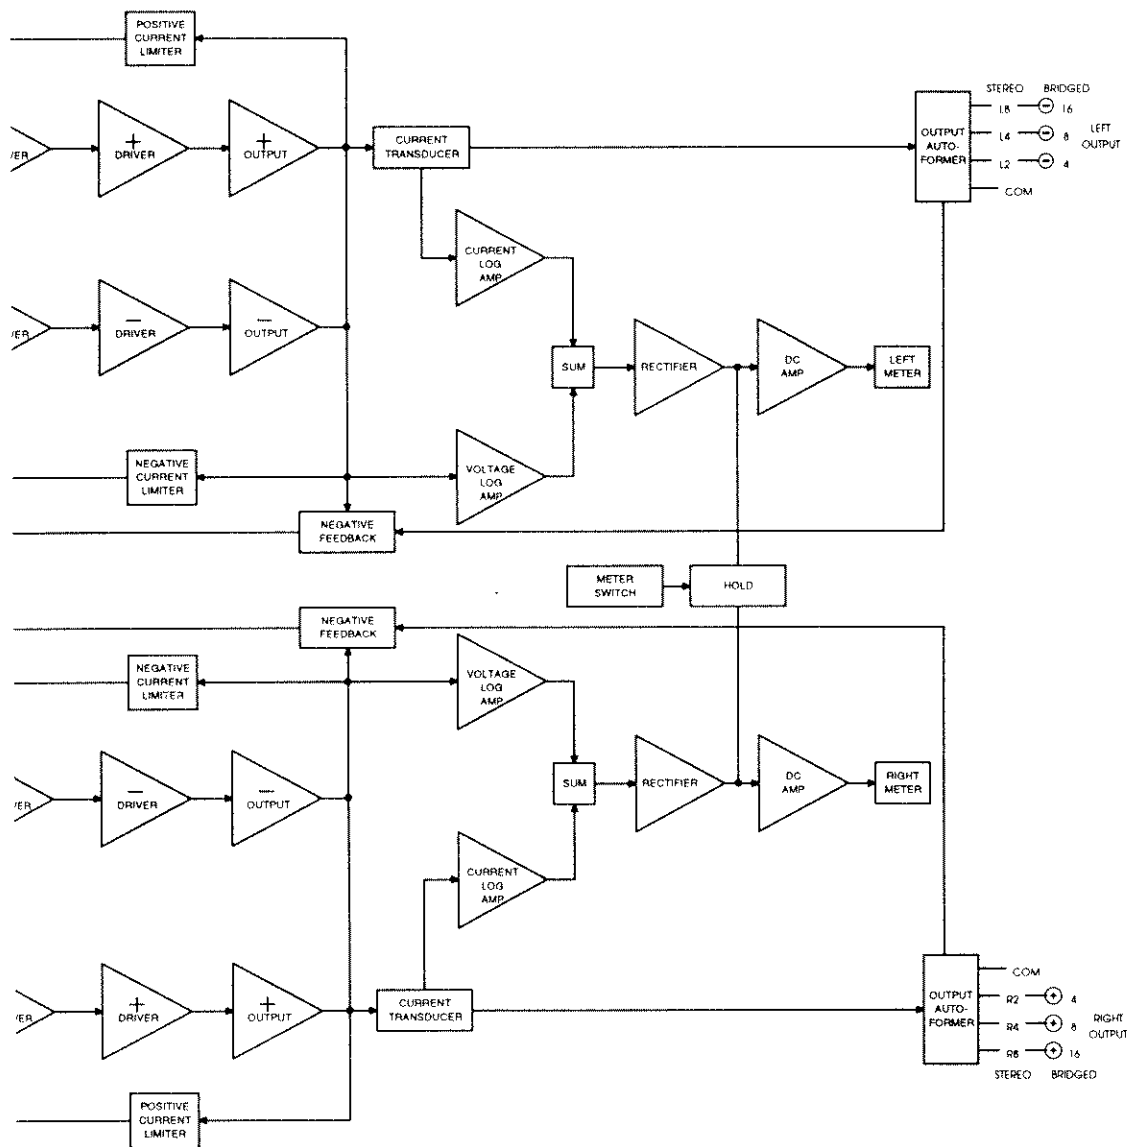 POSITIVE
CURRENT
LIMITER
STEREO BRIDGED
L8 − 16
+
DRIVER
+
OUTPUT
CURRENT
TRANSDUCER
OUTPUT
AUTO-
FORMER
L4 − 8
LEFT
OUTPUT
VER
L2 − 4
COM
CURRENT
LOG
AMP
VER
−
DRIVER
−
OUTPUT
SUM
RECTIFIER
DC
AMP
LEFT
METER
NEGATIVE
CURRENT
LIMITER
VOLTAGE
LOG
AMP
NEGATIVE
FEEDBACK
METER
SWITCH
HOLD
NEGATIVE
FEEDBACK
NEGATIVE
CURRENT
LIMITER
VOLTAGE
LOG
AMP
VER
−
DRIVER
−
OUTPUT
SUM
RECTIFIER
DC
AMP
RIGHT
METER
CURRENT
LOG
AMP
VER
+
DRIVER
+
OUTPUT
CURRENT
TRANSDUCER
OUTPUT
AUTO-
FORMER
COM
R2 + 4
R4 + 8
RIGHT
OUTPUT
R8 + 16
STEREO BRIDGED
POSITIVE
CURRENT
LIMITER